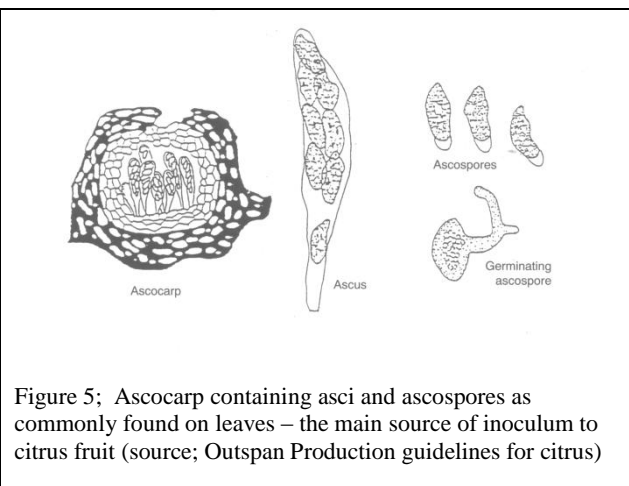 Ascospores
Germinating
ascospore
Ascus
Ascocarp
Figure 5;  Ascocarp containing asci and ascospores as
commonly found on leaves – the main source of inoculum to
citrus fruit (source; Outspan Production guidelines for citrus)